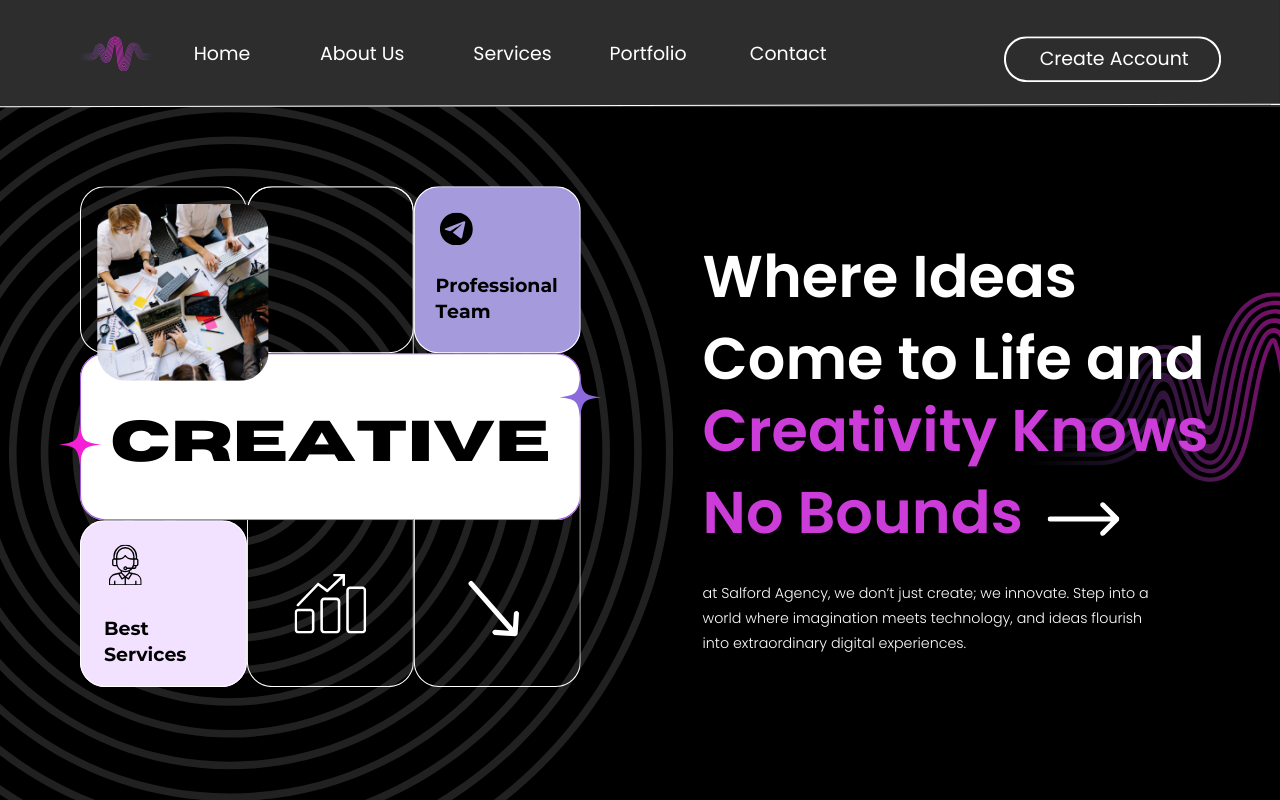 Home About Us Services Portfolio Contact Create Account
Professional
Team
CREATIVE
Best
Services
Where Ideas
Come to Life and
Creativity Knows
No Bounds
at Salford Agency, we don’t just create; we innovate. Step into a
world where imagination meets technology, and ideas flourish
into extraordinary digital experiences.